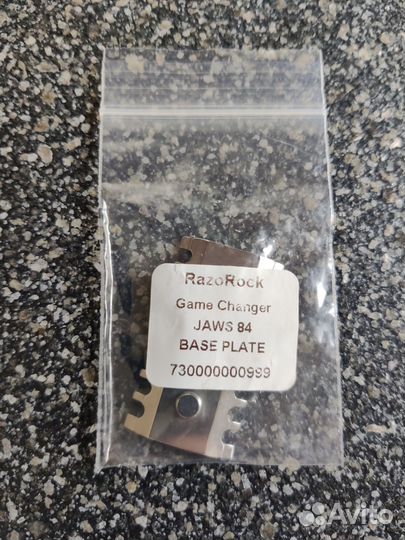 RazoRock
Game Changer
JAWS 84
BASE PLATE
730000000999
Avito